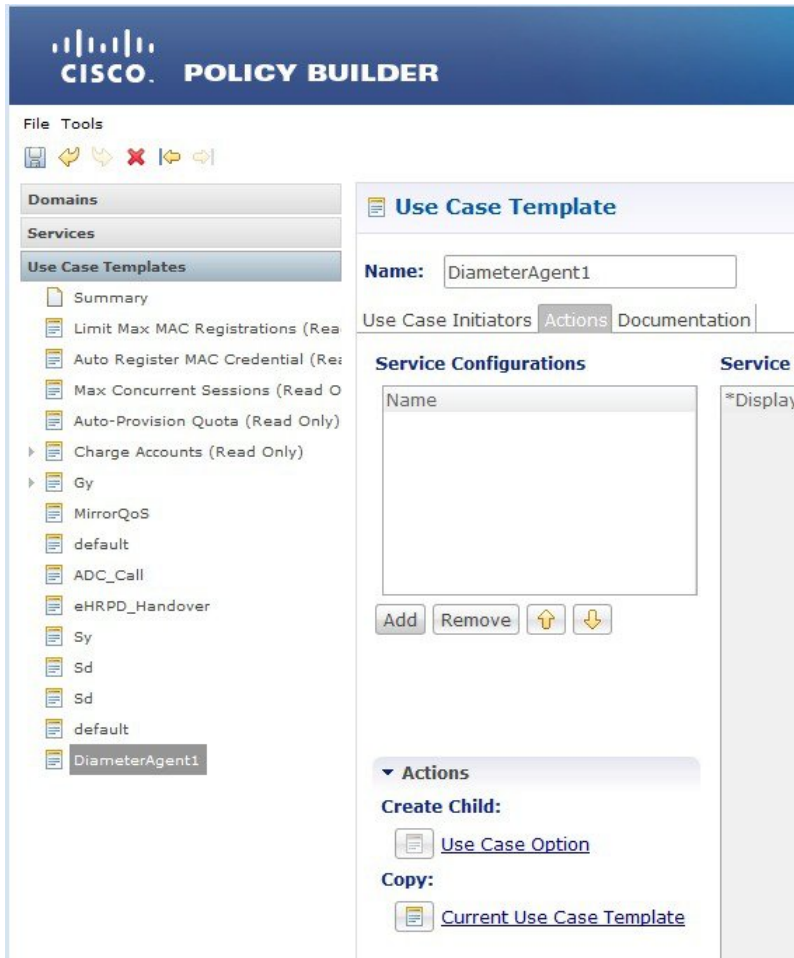 CISCO. POLICY BUILDER
File Tools
Domains
Services
Use Case Templates
Summary
Limit Max MAC Registrations (Rea
Auto Register MAC Credential (Rea
Max Concurrent Sessions (Read O
Auto-Provision Quota (Read Only)
Charge Accounts (Read Only)
Gy
MirrorQoS
default
ADC_Call
eHRPD_Handover
Sy
Sd
Sd
default
DiameterAgent1
Use Case Template
Name: DiameterAgent1
Use Case Initiators Actions Documentation
Service Configurations
Name
Add Remove
Actions
Create Child:
Use Case Option
Copy:
Current Use Case Template
Service
*Display